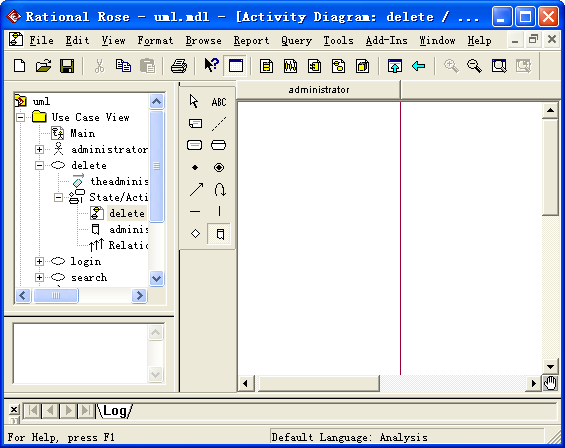 Rational Rose - uml.mdl - [Activity Diagram: delete / ...
File Edit View Format Browse Report Query Tools Add-Ins Window Help
ABC
administrator
uml
Use Case View
Main
administrator
delete
theadminis
State/Acti
delete
adminis
Relatio
login
search
Log
For Help, press F1
Default Language: Analysis